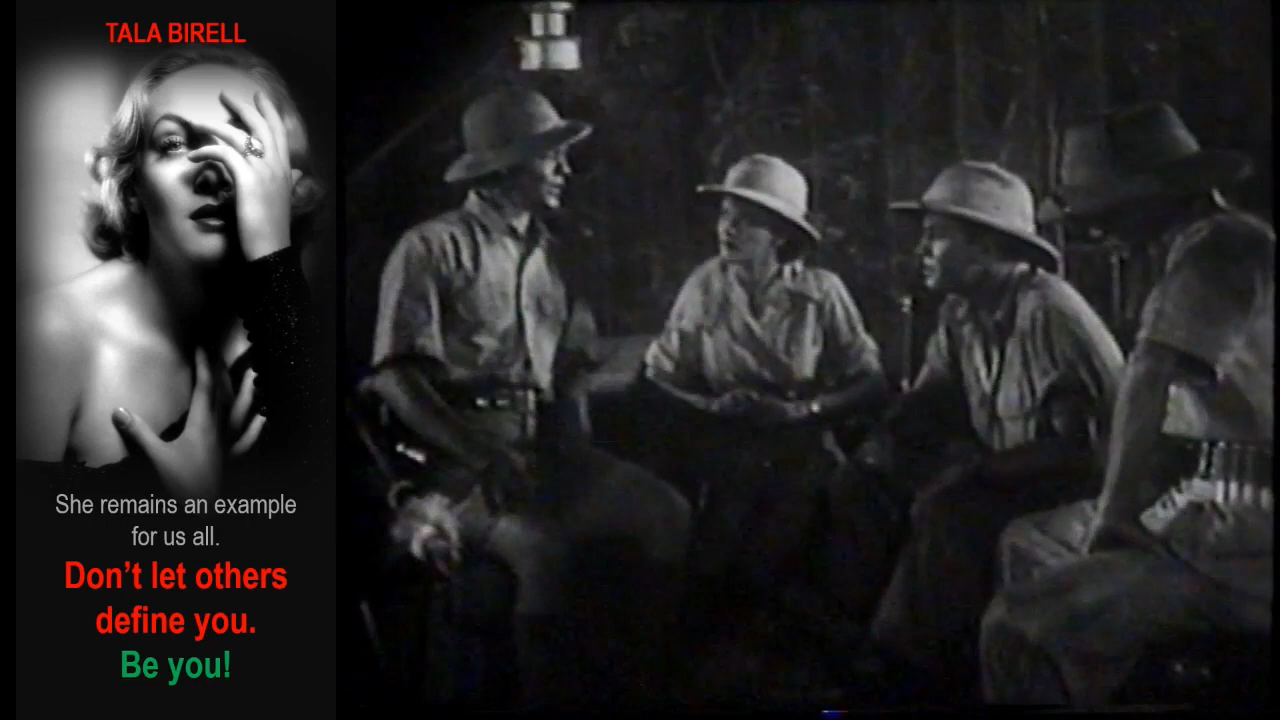 TALA BIRELL
She remains an example
for us all.
Don't let others
define you.
Be you!